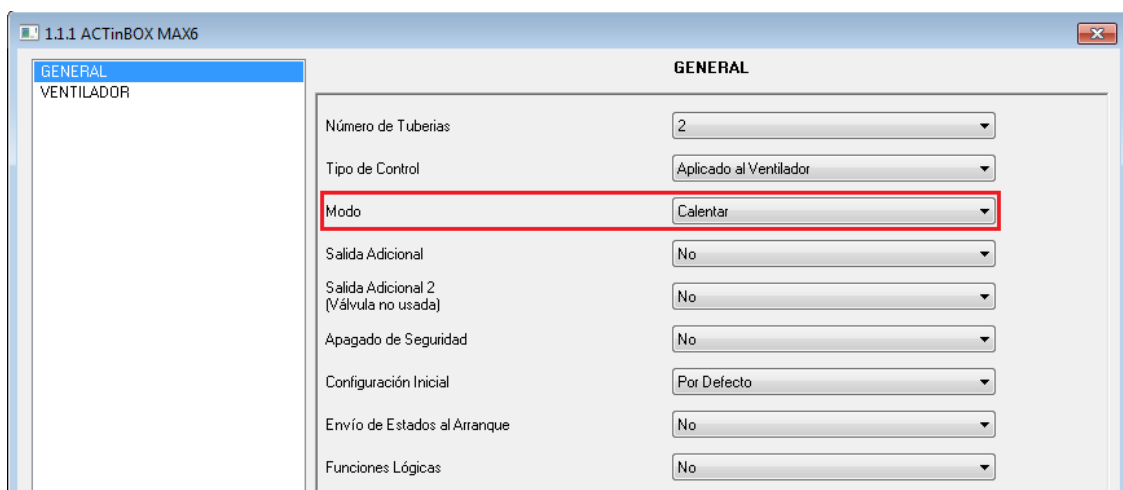 1.1.1 ACTinBOX MAX6
GENERAL
VENTILADOR
GENERAL
Número de Tuberias
2
Tipo de Control
Aplicado al Ventilador
Modo
Calentar
Salida Adicional
No
Salida Adicional 2
(Válvula no usada)
No
Apagado de Seguridad
No
Configuración Inicial
Por Defecto
Envío de Estados al Arranque
No
Funciones Lógicas
No